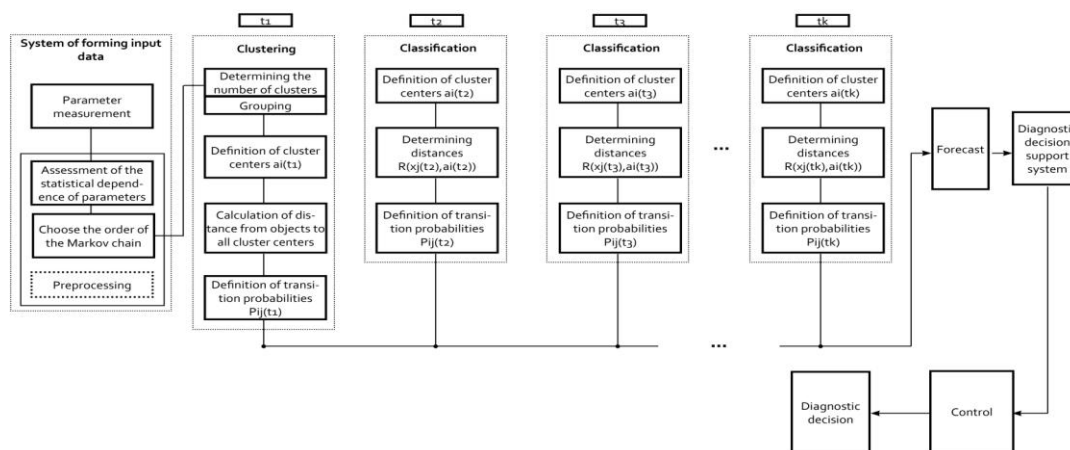 t1
t2
t3
tk
System of forming input
data
Parameter
measurement
Assessment of the
statistical depend-
ence of parameters
Choose the order of
the Markov chain
Preprocessing
Clustering
Determining the
number of clusters
Grouping
Definition of cluster
centers ai(t1)
Calculation of dis-
tance from objects to
all cluster centers
Definition of transi-
tion probabilities
Pij(t1)
Classification
Definition of cluster
centers ai(t2)
Determining
distances
R(xj(t2),ai(t2))
Definition of transi-
tion probabilities
Pij(t2)
Classification
Definition of cluster
centers ai(t3)
Determining
distances
R(xj(t3),ai(t3))
Definition of transi-
tion probabilities
Pij(t3)
...
...
Classification
Definition of cluster
centers ai(tk)
Determining
distances
R(xj(tk),ai(tk))
Definition of transi-
tion probabilities
Pij(tk)
Forecast
Diagnostic
decision
support
system
Diagnostic
decision
Control